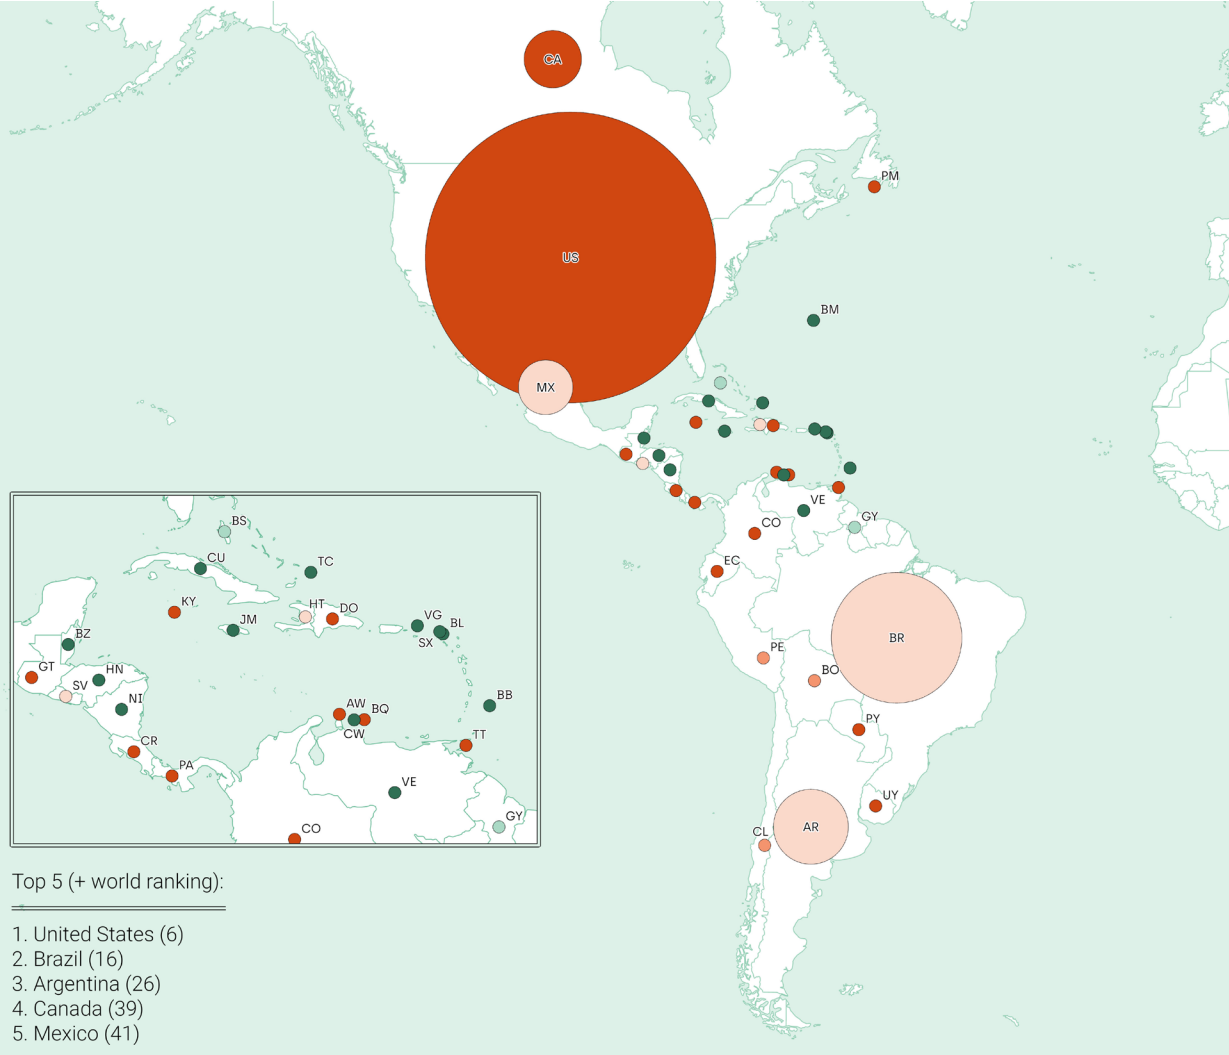 CA
PM
US
BM
MX
VE
CO
GY
EC
BR
PE
BO
PY
UY
AR
CL
BS
CU
TC
KY
HT
DO
JM
VG
BL
SX
BZ
GT
HN
SV
NI
BB
AW
BQ
CW
CR
TT
PA
VE
GY
CO
Top 5 (+ world ranking):
1. United States (6)
2. Brazil (16)
3. Argentina (26)
4. Canada (39)
5. Mexico (41)